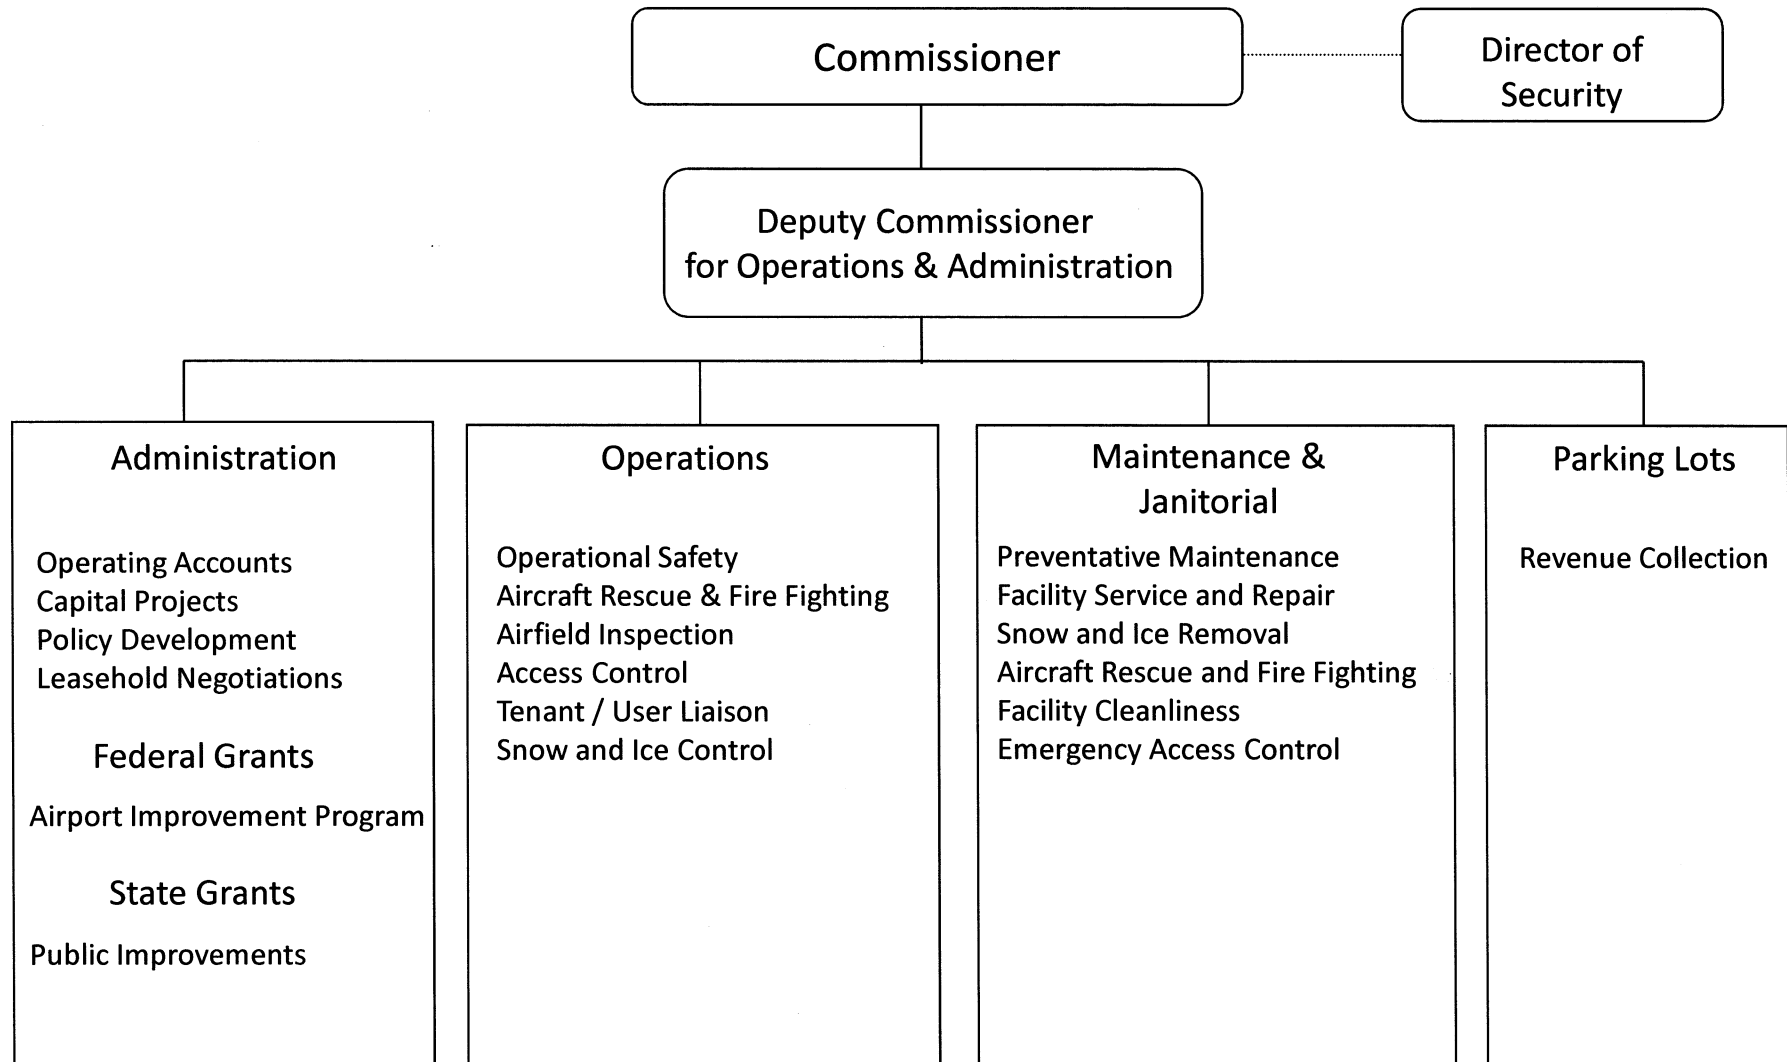 Commissioner
Director of
Security
Deputy Commissioner
for Operations & Administration
Administration
Operating Accounts
Capital Projects
Policy Development
Leasehold Negotiations
Federal Grants
Airport Improvement Program
State Grants
Public Improvements
Operations
Operational Safety
Aircraft Rescue & Fire Fighting
Airfield Inspection
Access Control
Tenant / User Liaison
Snow and Ice Control
Maintenance &
Janitorial
Preventative Maintenance
Facility Service and Repair
Snow and Ice Removal
Aircraft Rescue and Fire Fighting
Facility Cleanliness
Emergency Access Control
Parking Lots
Revenue Collection